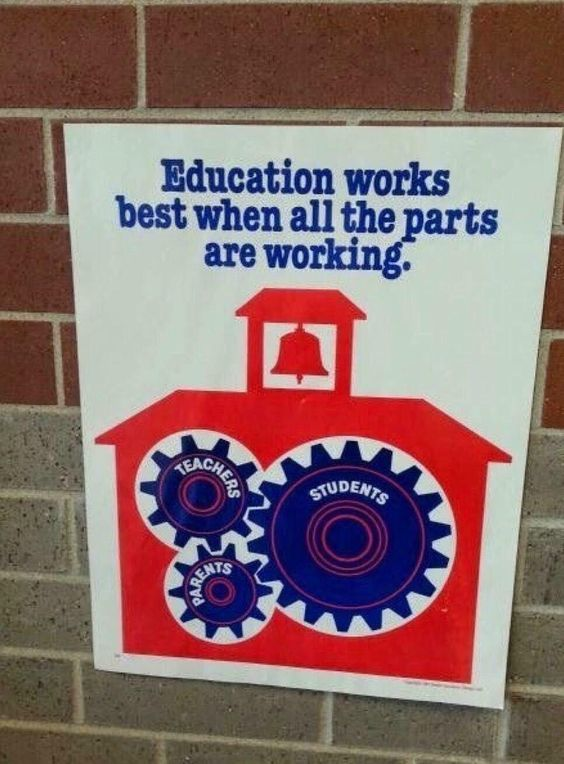 Education works
best when all the parts
are working.
TEACHERS
STUDENTS
PARENTS